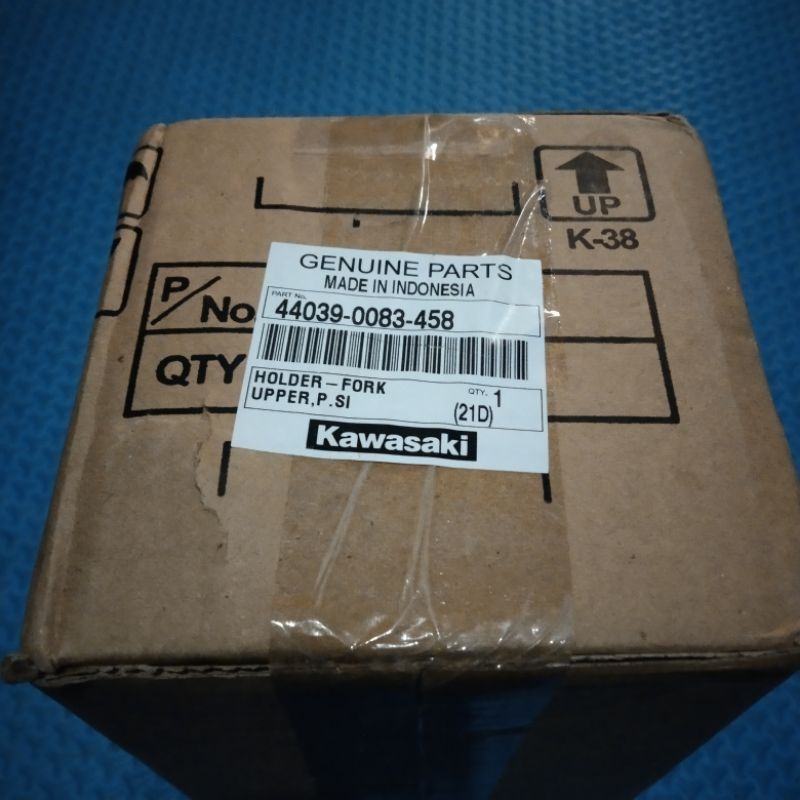 UP
K-38
P/No
QTY
GENUINE PARTS
MADE IN INDONESIA
PART No.
44039-0083-458
HOLDER-FORK
UPPER,P.SI
QTY. 1
(21D)
Kawasaki